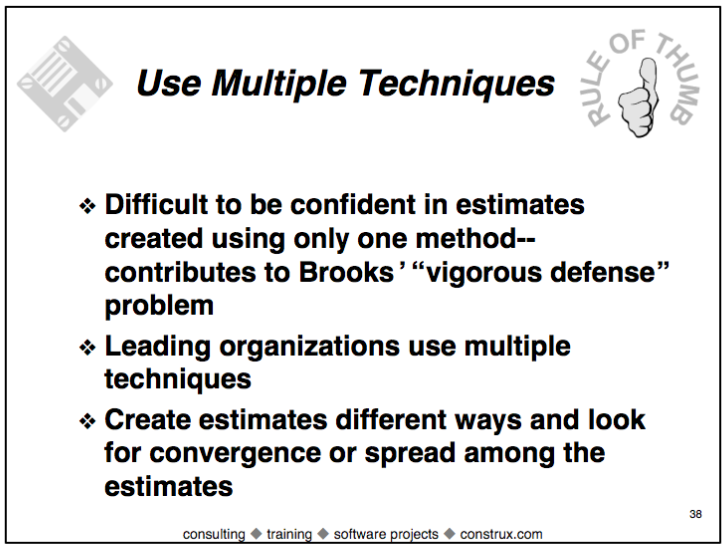 Use Multiple Techniques
RULE OF THUMB
❖ Difficult to be confident in estimates
created using only one method--
contributes to Brooks’ “vigorous defense”
problem
❖ Leading organizations use multiple
techniques
❖ Create estimates different ways and look
for convergence or spread among the
estimates
38
consulting ◆ training ◆ software projects ◆ construx.com